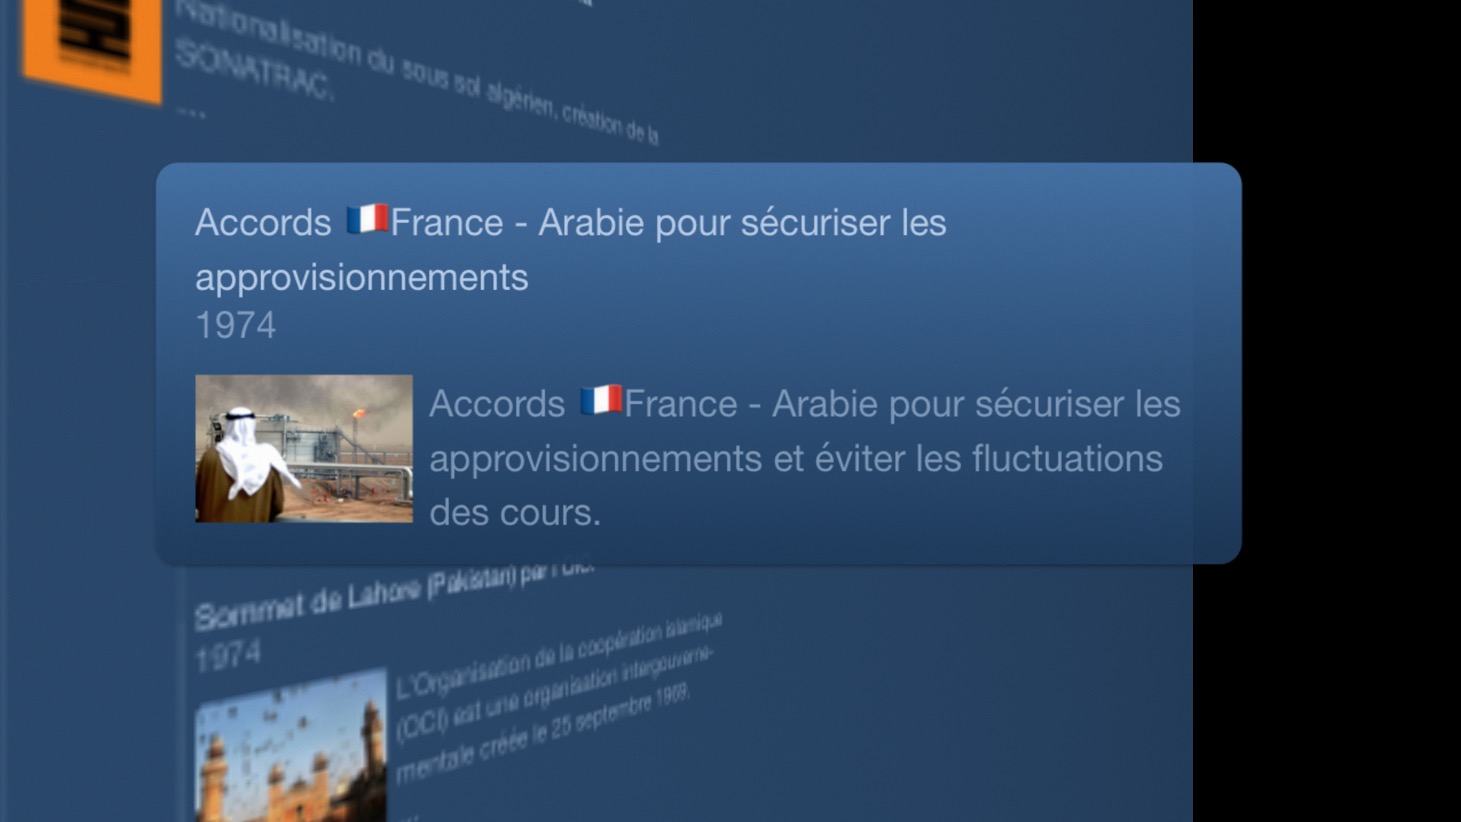 Nationalisation du sous sol algérien, création de la
SONATRAC.
...
Accords 🇫🇷France - Arabie pour sécuriser les
approvisionnements
1974
Accords 🇫🇷France - Arabie pour sécuriser les
approvisionnements et éviter les fluctuations
des cours.
Sommet de Lahore (Pakistan) par l'OIC.
1974
L'Organisation de la coopération islamique
(OCI) est une organisation intergouverne-
mentale créée le 25 septembre 1969.
...